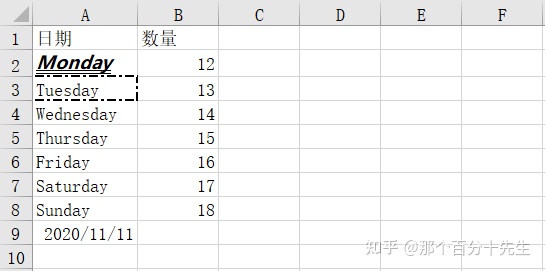 A B C D E F
1 日期 数量
2 Monday 12
3 Tuesday 13
4 Wednesday 14
5 Thursday 15
6 Friday 16
7 Saturday 17
8 Sunday 18
9 2020/11/11
10
知乎 @那个百分十先生